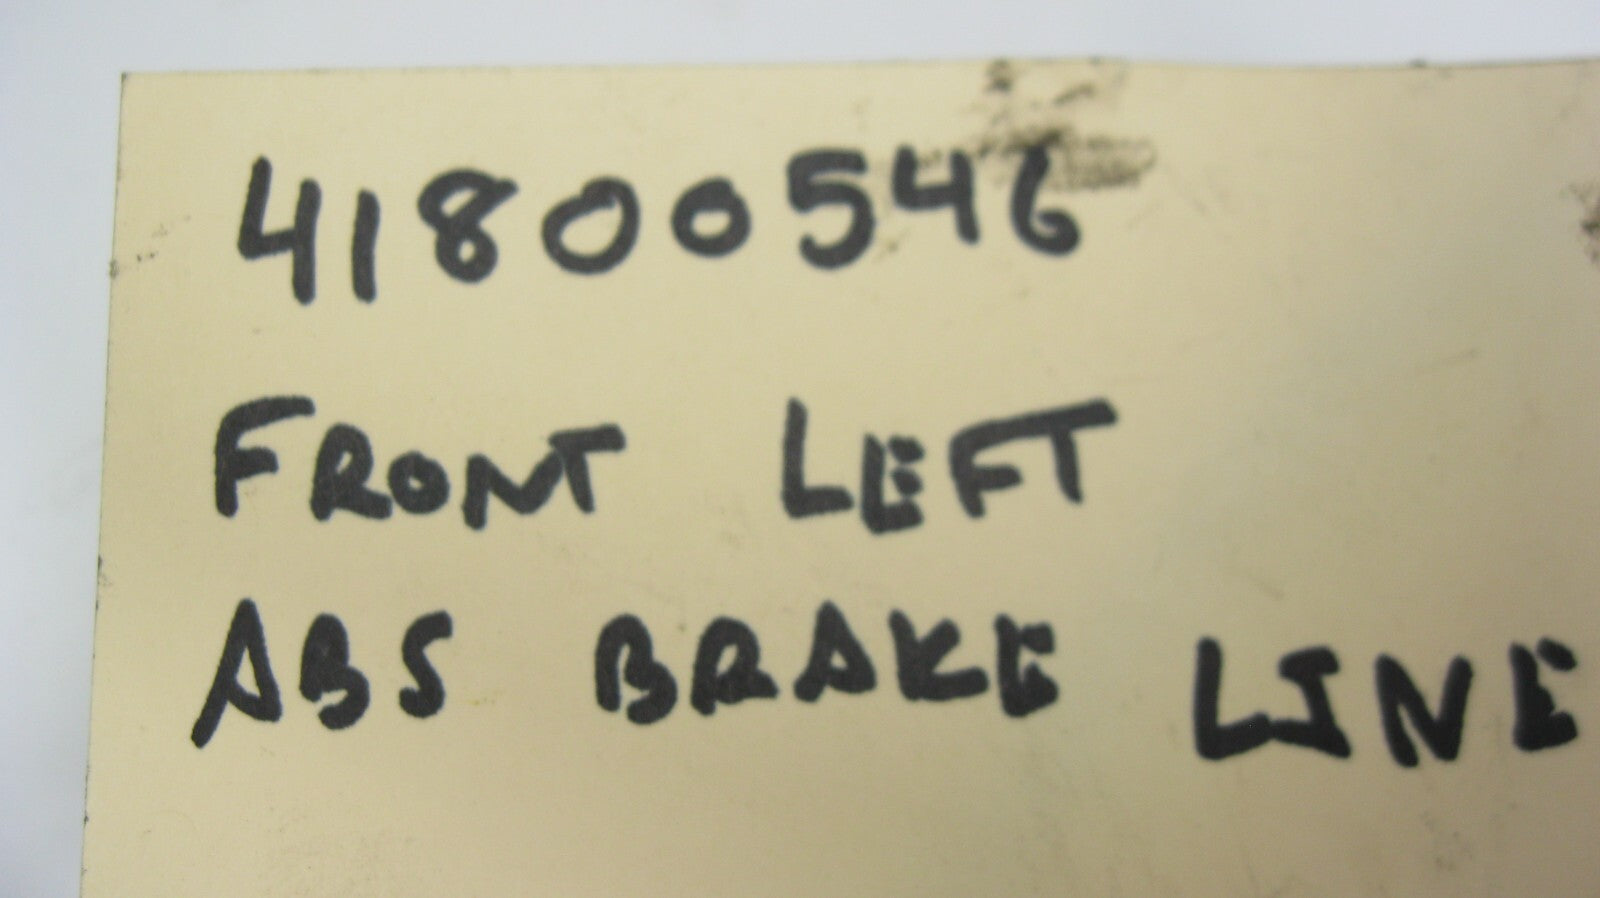 41800546
FRONT LEFT
ABS BRAKE LINE